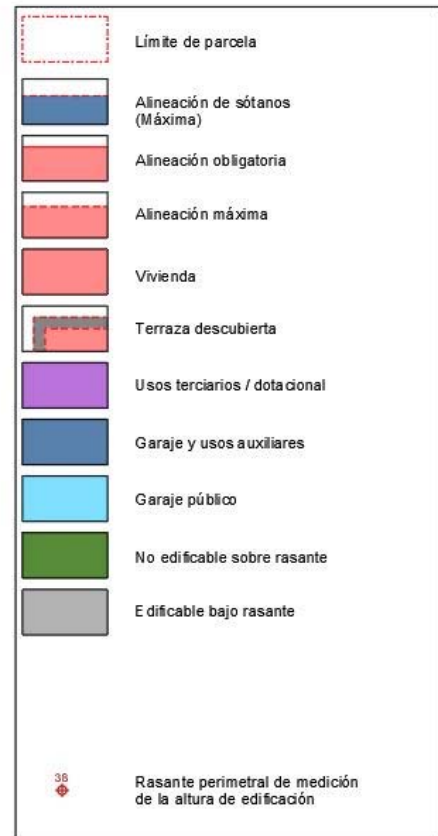 Límite de parcela
Alineación de sótanos
(Máxima)
Alineación obligatoria
Alineación máxima
Vivienda
Terraza descubierta
Usos terciarios / dotacional
Garaje y usos auxiliares
Garaje público
No edificable sobre rasante
Edificable bajo rasante
38
Rasante perimetral de medición
de la altura de edificación